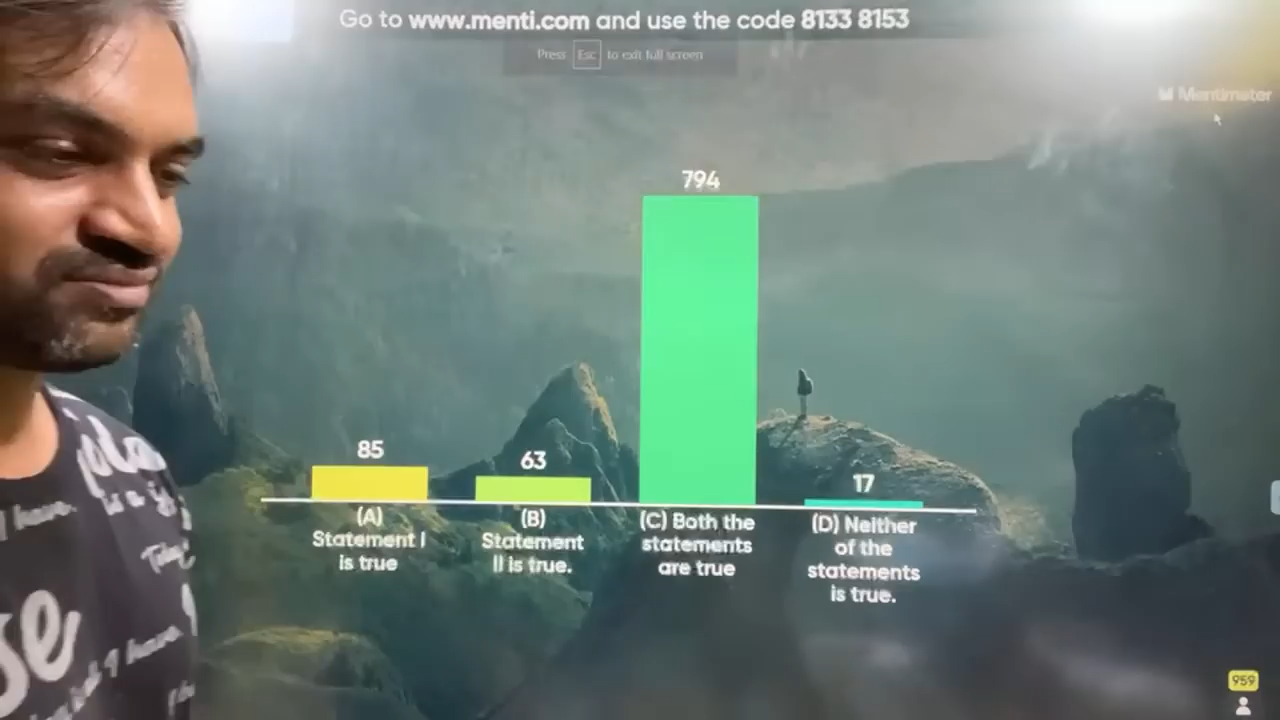 Go to www.menti.com and use the code 8133 8153
Press Esc to exit full screen
Mentimeter
794
85
63
17
(A)
Statement I
is true
(B)
Statement
II is true.
(C) Both the
statements
are true
(D) Neither
of the
statements
is true.
959
I have
I have